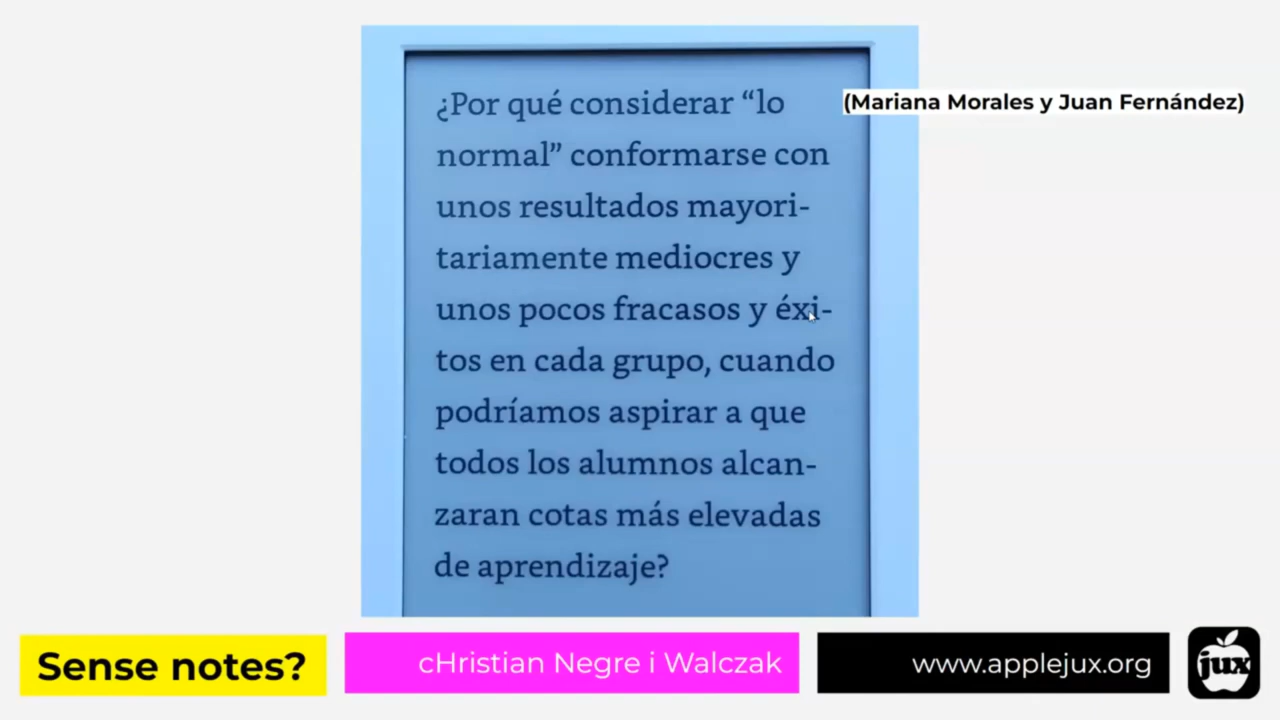 ¿Por qué considerar “lo
normal” conformarse con
unos resultados mayori-
tariamente mediocres y
unos pocos fracasos y éxi-
tos en cada grupo, cuando
podríamos aspirar a que
todos los alumnos alcan-
zaran cotas más elevadas
de aprendizaje?
(Mariana Morales y Juan Fernández)
Sense notes?
cHristian Negre i Walczak
www.applejux.org
jux